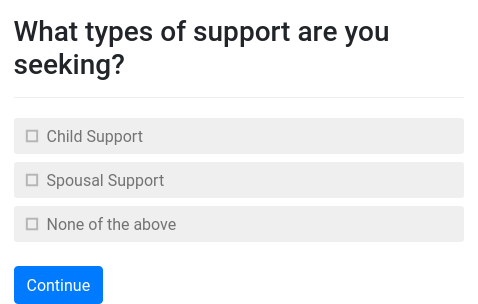 What types of support are you
seeking?
Child Support
Spousal Support
None of the above
Continue